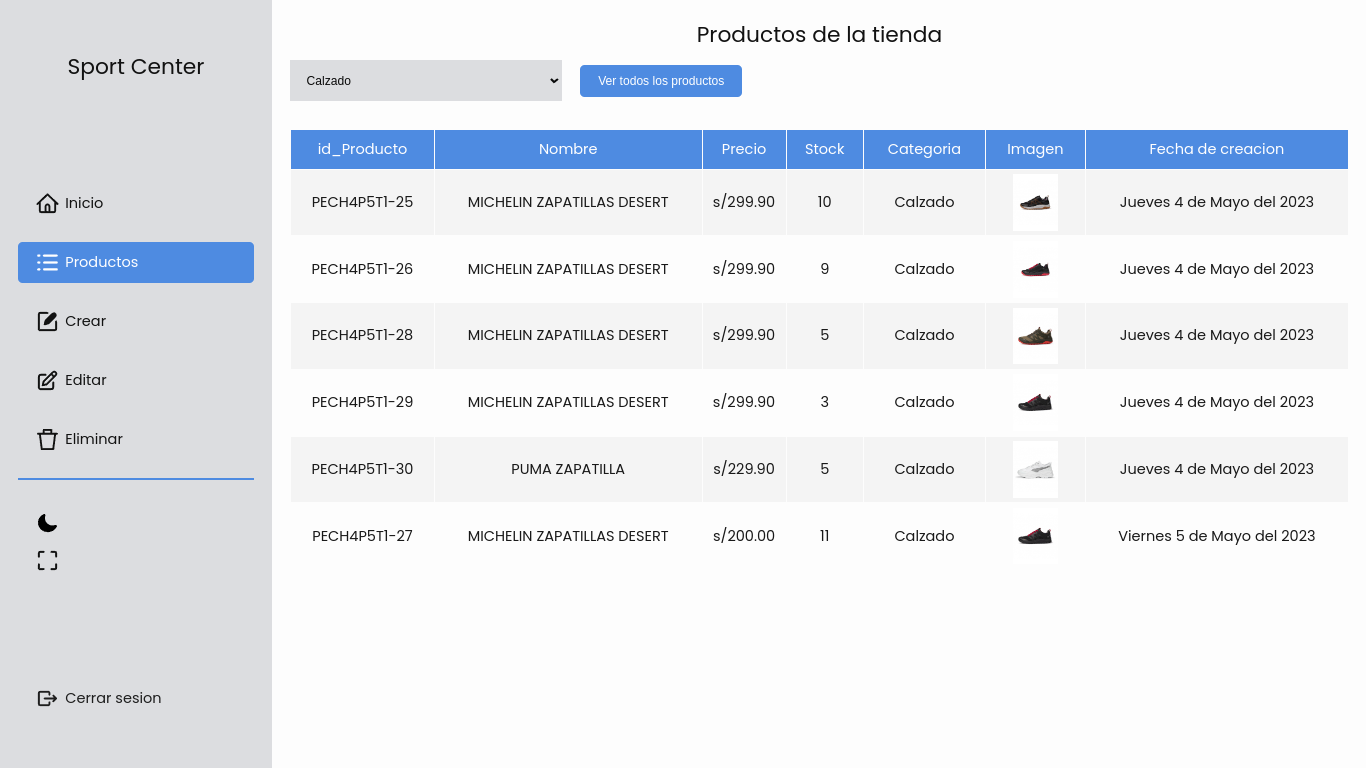 Sport Center
Inicio
Productos
Crear
Editar
Eliminar
Cerrar sesion
Productos de la tienda
Calzado
Ver todos los productos
id_Producto Nombre Precio Stock Categoria Imagen Fecha de creacion
PECH4P5T1-25 MICHELIN ZAPATILLAS DESERT s/299.90 10 Calzado Jueves 4 de Mayo del 2023
PECH4P5T1-26 MICHELIN ZAPATILLAS DESERT s/299.90 9 Calzado Jueves 4 de Mayo del 2023
PECH4P5T1-28 MICHELIN ZAPATILLAS DESERT s/299.90 5 Calzado Jueves 4 de Mayo del 2023
PECH4P5T1-29 MICHELIN ZAPATILLAS DESERT s/299.90 3 Calzado Jueves 4 de Mayo del 2023
PECH4P5T1-30 PUMA ZAPATILLA s/229.90 5 Calzado Jueves 4 de Mayo del 2023
PECH4P5T1-27 MICHELIN ZAPATILLAS DESERT s/200.00 11 Calzado Viernes 5 de Mayo del 2023